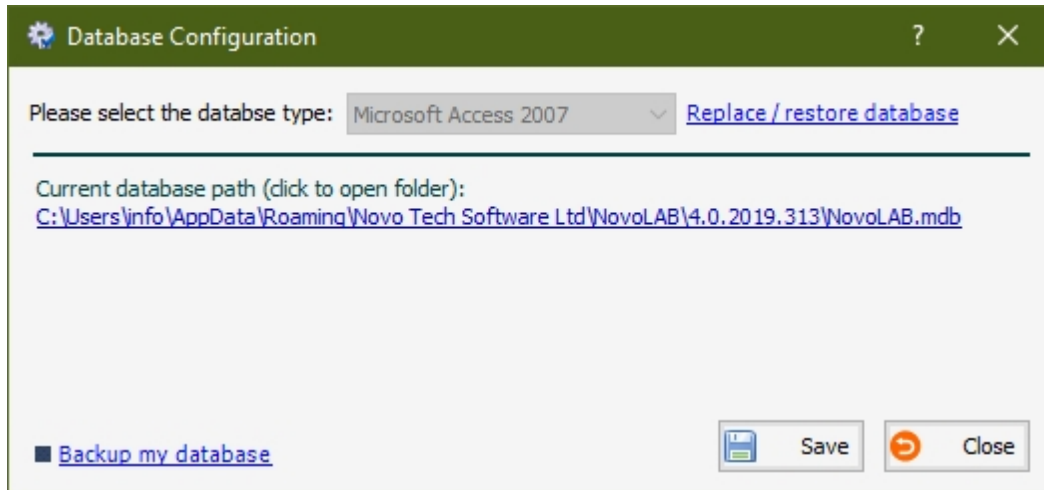 Database Configuration ? ×
Please select the databse type: Microsoft Access 2007 Replace / restore database
Current database path (click to open folder):
C:\Users\info\AppData\Roaming\Novo Tech Software Ltd\NovoLAB\4.0.2019.313\NovoLAB.mdb
Backup my database Save Close